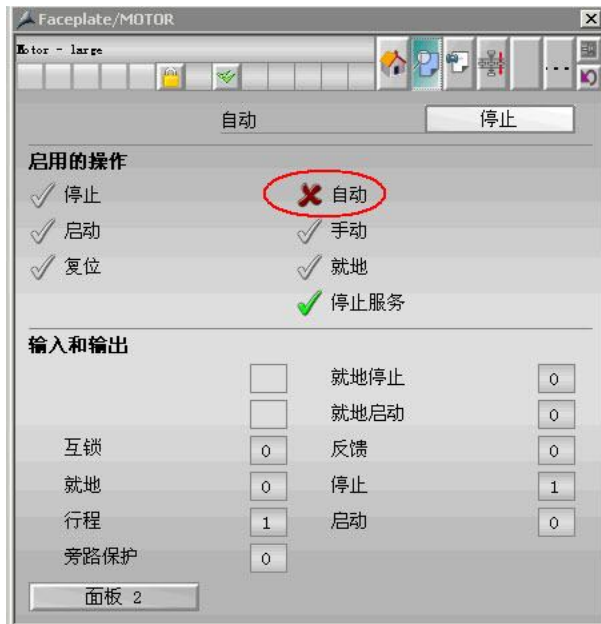 Faceplate/MOTOR
Motor - large
...
自动 停止
启用的操作
停止 自动
启动 手动
复位 就地
停止服务
输入和输出
就地停止 0
就地启动 0
互锁 0 反馈 0
就地 0 停止 1
行程 1 启动 0
旁路保护 0
面板 2